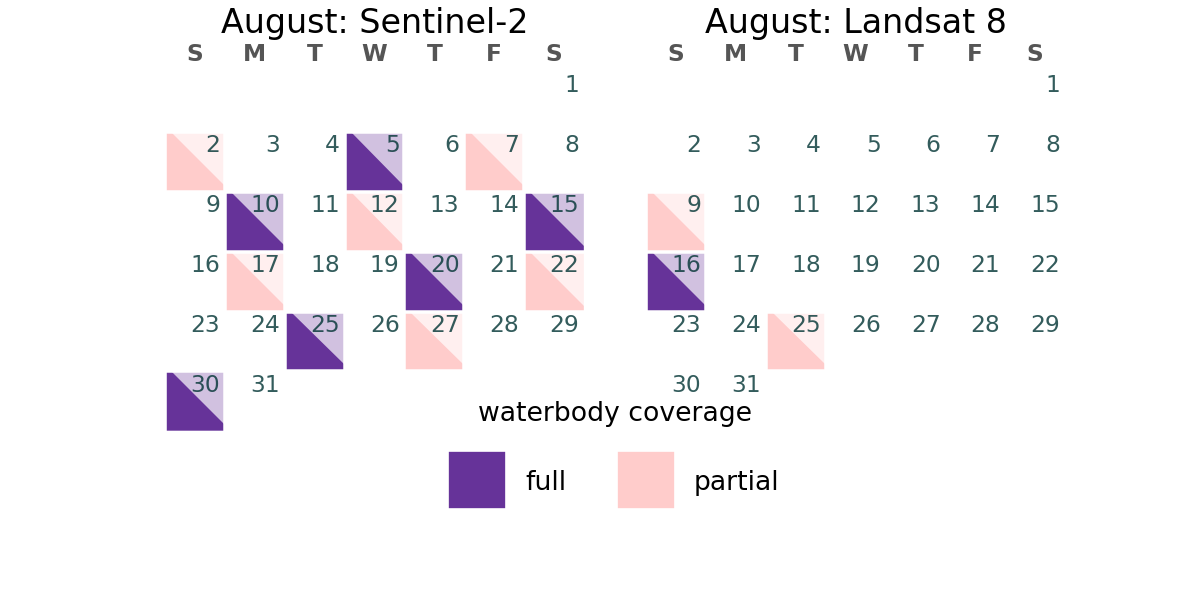 August: Sentinel-2
S M T W T F S
1
2 3 4 5 6 7 8
9 10 11 12 13 14 15
16 17 18 19 20 21 22
23 24 25 26 27 28 29
30 31
August: Landsat 8
S M T W T F S
1
2 3 4 5 6 7 8
9 10 11 12 13 14 15
16 17 18 19 20 21 22
23 24 25 26 27 28 29
30 31
waterbody coverage
full partial